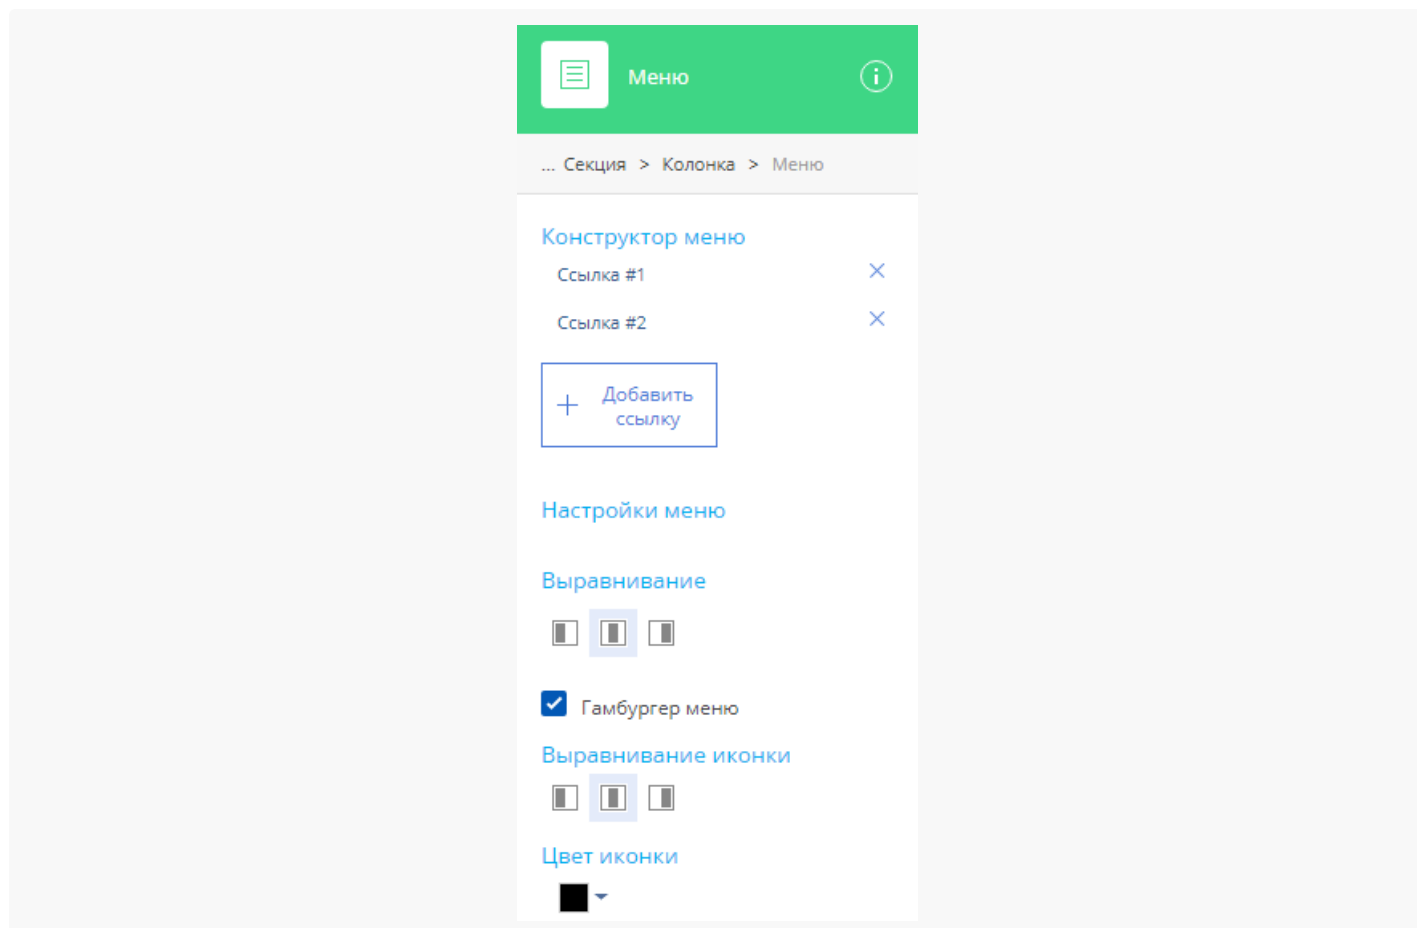 Меню
... Секция > Колонка > Меню
Конструктор меню
Ссылка #1
Ссылка #2
Добавить
ссылку
Настройки меню
Выравнивание
Гамбургер меню
Выравнивание иконки
Цвет иконки